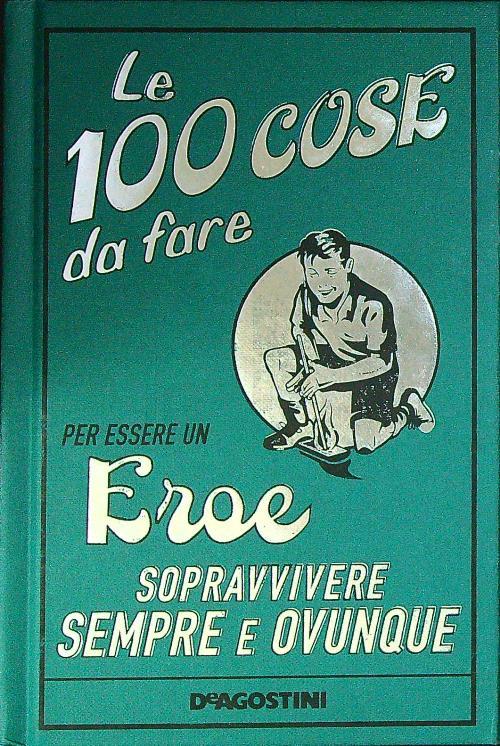 Le
100 COSE
da fare
PER ESSERE UN
Eroe
SOPRAVVIVERE
SEMPRE E OVUNQUE
DeAGOSTINI